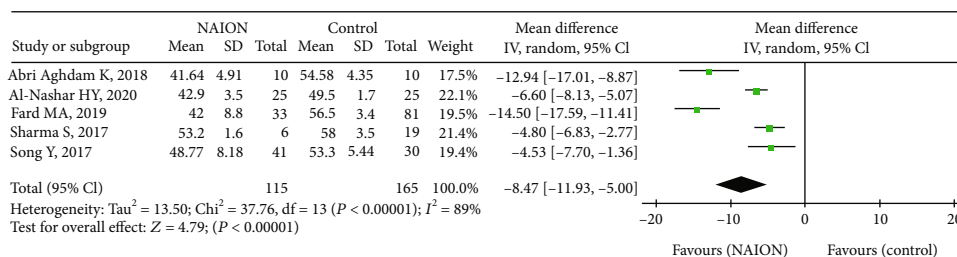 NAION Control Mean difference Mean difference
Study or subgroup Mean SD Total Mean SD Total Weight IV, random, 95% CI IV, random, 95% CI
Abri Aghdam K, 2018 41.64 4.91 10 54.58 4.35 10 17.5% −12.94 [−17.01, −8.87]
Al-Nashar HY, 2020 42.9 3.5 25 49.5 1.7 25 22.1% −6.60 [−8.13, −5.07]
Fard MA, 2019 42 8.8 33 56.5 3.4 81 19.5% −14.50 [−17.59, −11.41]
Sharma S, 2017 53.2 1.6 6 58 3.5 19 21.4% −4.80 [−6.83, −2.77]
Song Y, 2017 48.77 8.18 41 53.3 5.44 30 19.4% −4.53 [−7.70, −1.36]
Total (95% CI) 115 165 100.0% −8.47 [−11.93, −5.00]
Heterogeneity: Tau² = 13.50; Chi² = 37.76, df = 13 (P < 0.00001); I² = 89%
Test for overall effect: Z = 4.79; (P < 0.00001)
−20 −10 0 10 20
Favours (NAION) Favours (control)